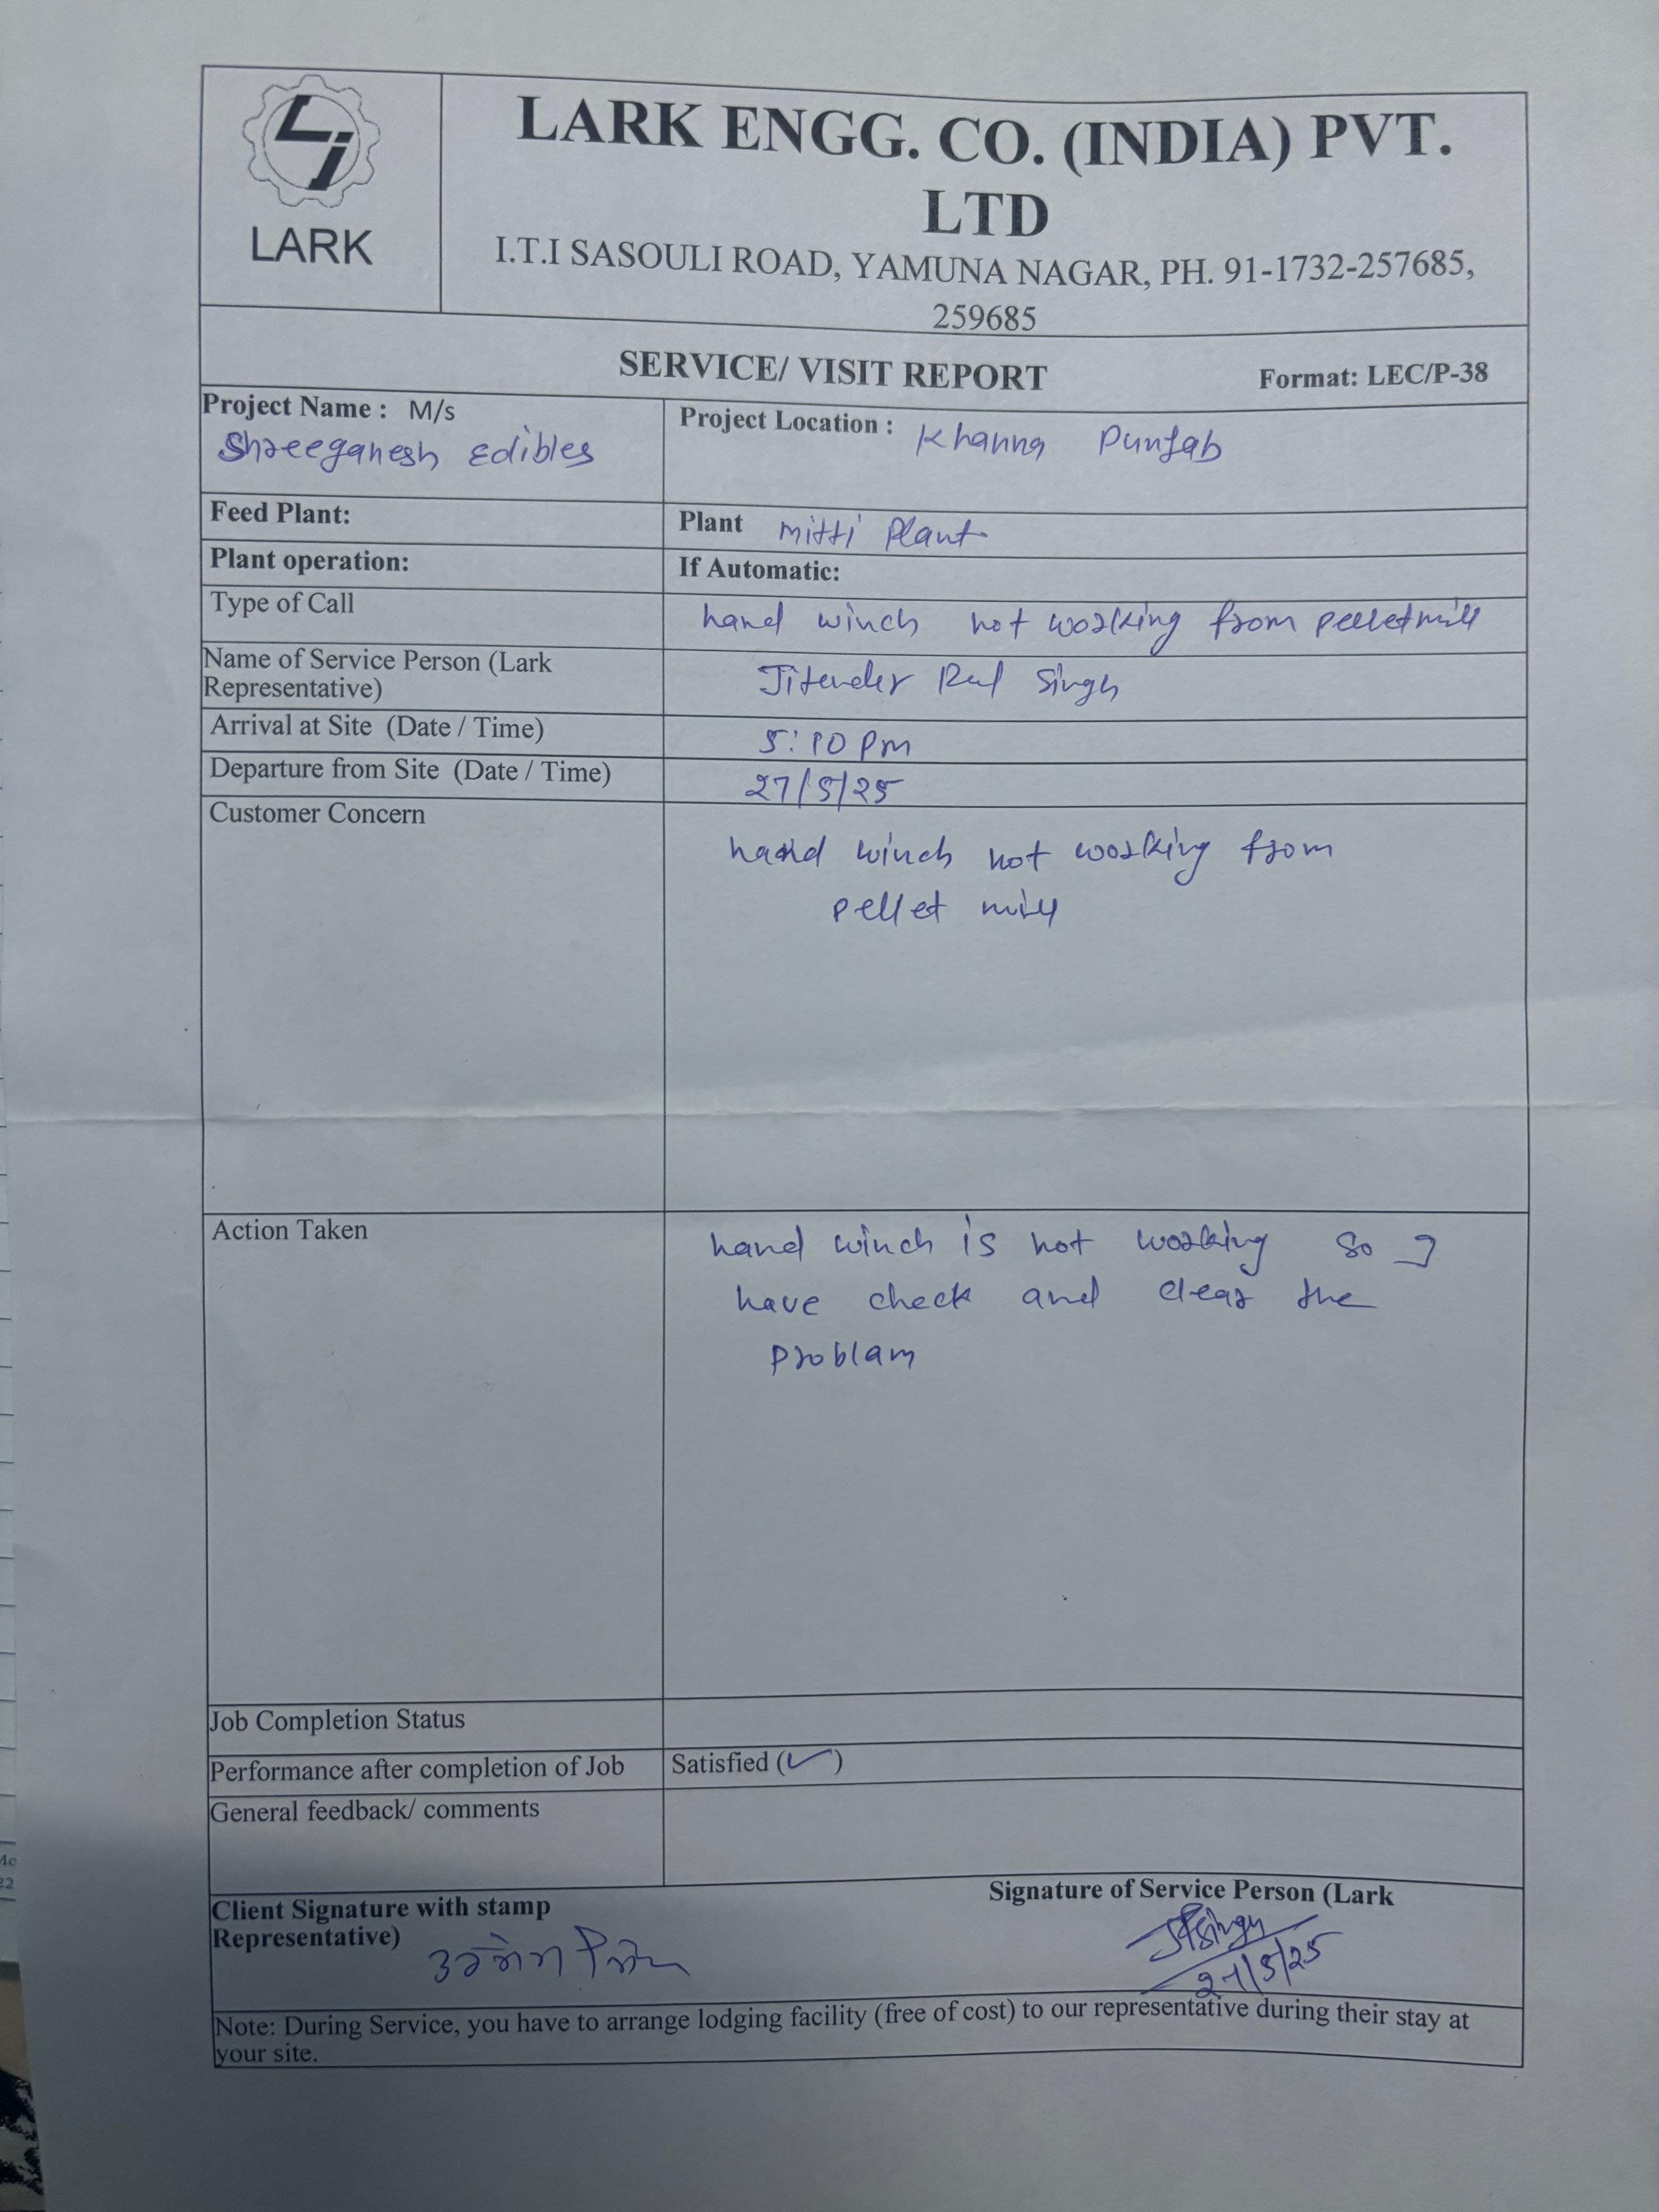 LARK
LARK ENGG. CO. (INDIA) PVT.
LTD
I.T.I SASOULI ROAD, YAMUNA NAGAR, PH. 91-1732-257685,
259685
SERVICE/ VISIT REPORT
Format: LEC/P-38
Project Name : M/s
Shreeganesh Edibles
Project Location : Khanna Punjab
Feed Plant:
Plant mitti Plant
Plant operation:
If Automatic:
Type of Call
hand winch not working from pelletmill
Name of Service Person (Lark
Representative)
Jitender Singh
Arrival at Site (Date / Time)
5:10 pm
Departure from Site (Date / Time)
27/5/25
Customer Concern
hand winch not working from
pellet mill
Action Taken
hand winch is not working so I
have check and clear the
problam
Job Completion Status
Performance after completion of Job
Satisfied (✓)
General feedback/ comments
Signature of Service Person (Lark
Client Signature with stamp
Representative)
27/5/25
Note: During Service, you have to arrange lodging facility (free of cost) to our representative during their stay at
your site.